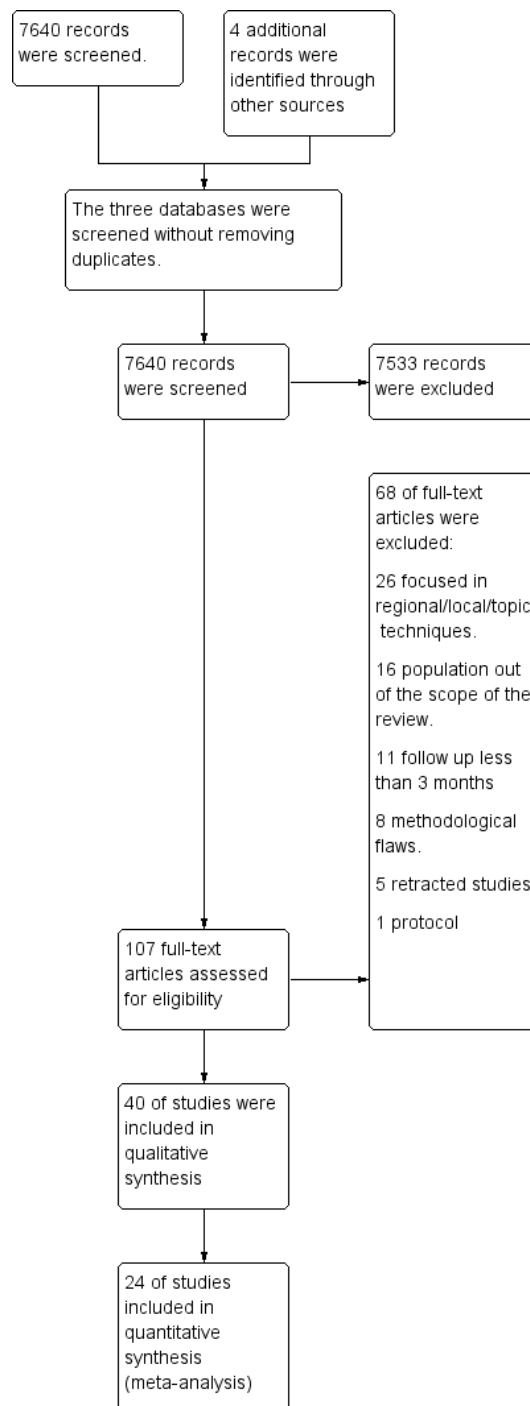 7640 records
were screened.
4 additional
records were
identified through
other sources
The three databases were
screened without removing
duplicates.
7640 records
were screened
7533 records
were excluded
68 of full-text
articles were
excluded:
26 focused in
regional/local/topic
techniques.
16 population out
of the scope of the
review.
11 follow up less
than 3 months
8 methodological
flaws.
5 retracted studies
1 protocol
107 full-text
articles assessed
for eligibility
40 of studies were
included in
qualitative
synthesis
24 of studies
included in
quantitative
synthesis
(meta-analysis)